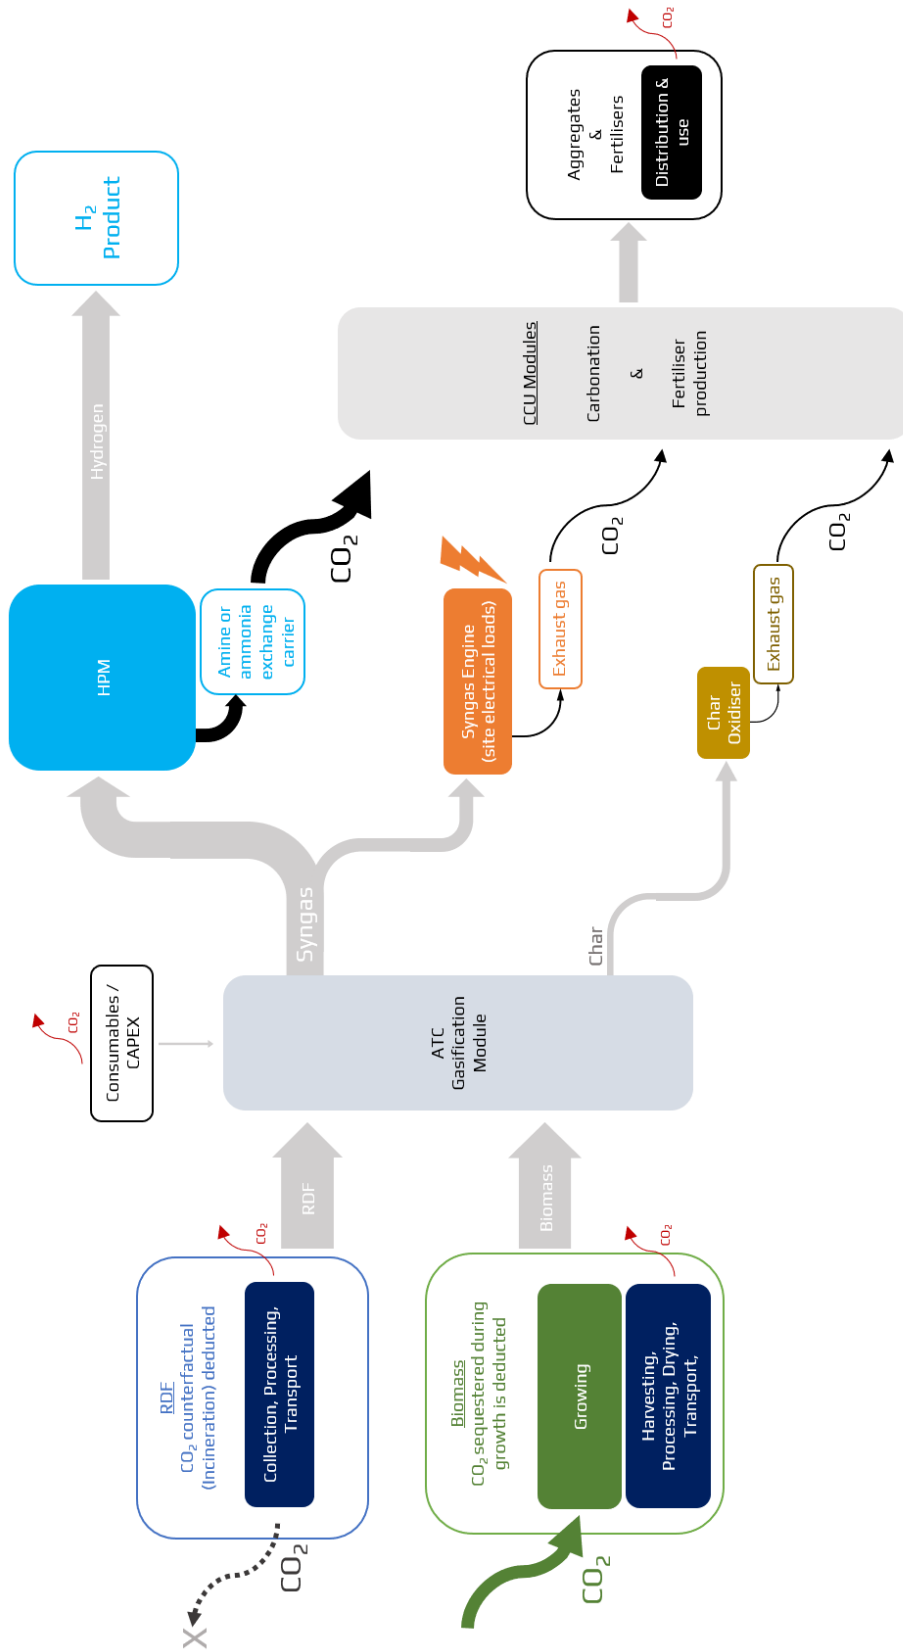 X
CO₂
RDF
CO₂ counterfactual
(Incineration) deducted
Collection, Processing,
Transport
CO₂
RDF
CO₂
Biomass
CO₂ sequestered during
growth is deducted
Growing
Harvesting,
Processing, Drying,
Transport,
CO₂
Biomass
Consumables /
CAPEX
CO₂
ATC
Gasification
Module
Syngas
Char
HPM
Amine or
ammonia
exchange
carrier
CO₂
Hydrogen
H₂
Product
Syngas Engine
(site electrical loads)
Exhaust gas
CO₂
Char
Oxidiser
Exhaust gas
CO₂
CCU Modules
Carbonation
&
Fertiliser
production
Aggregates
&
Fertilisers
Distribution &
use
CO₂